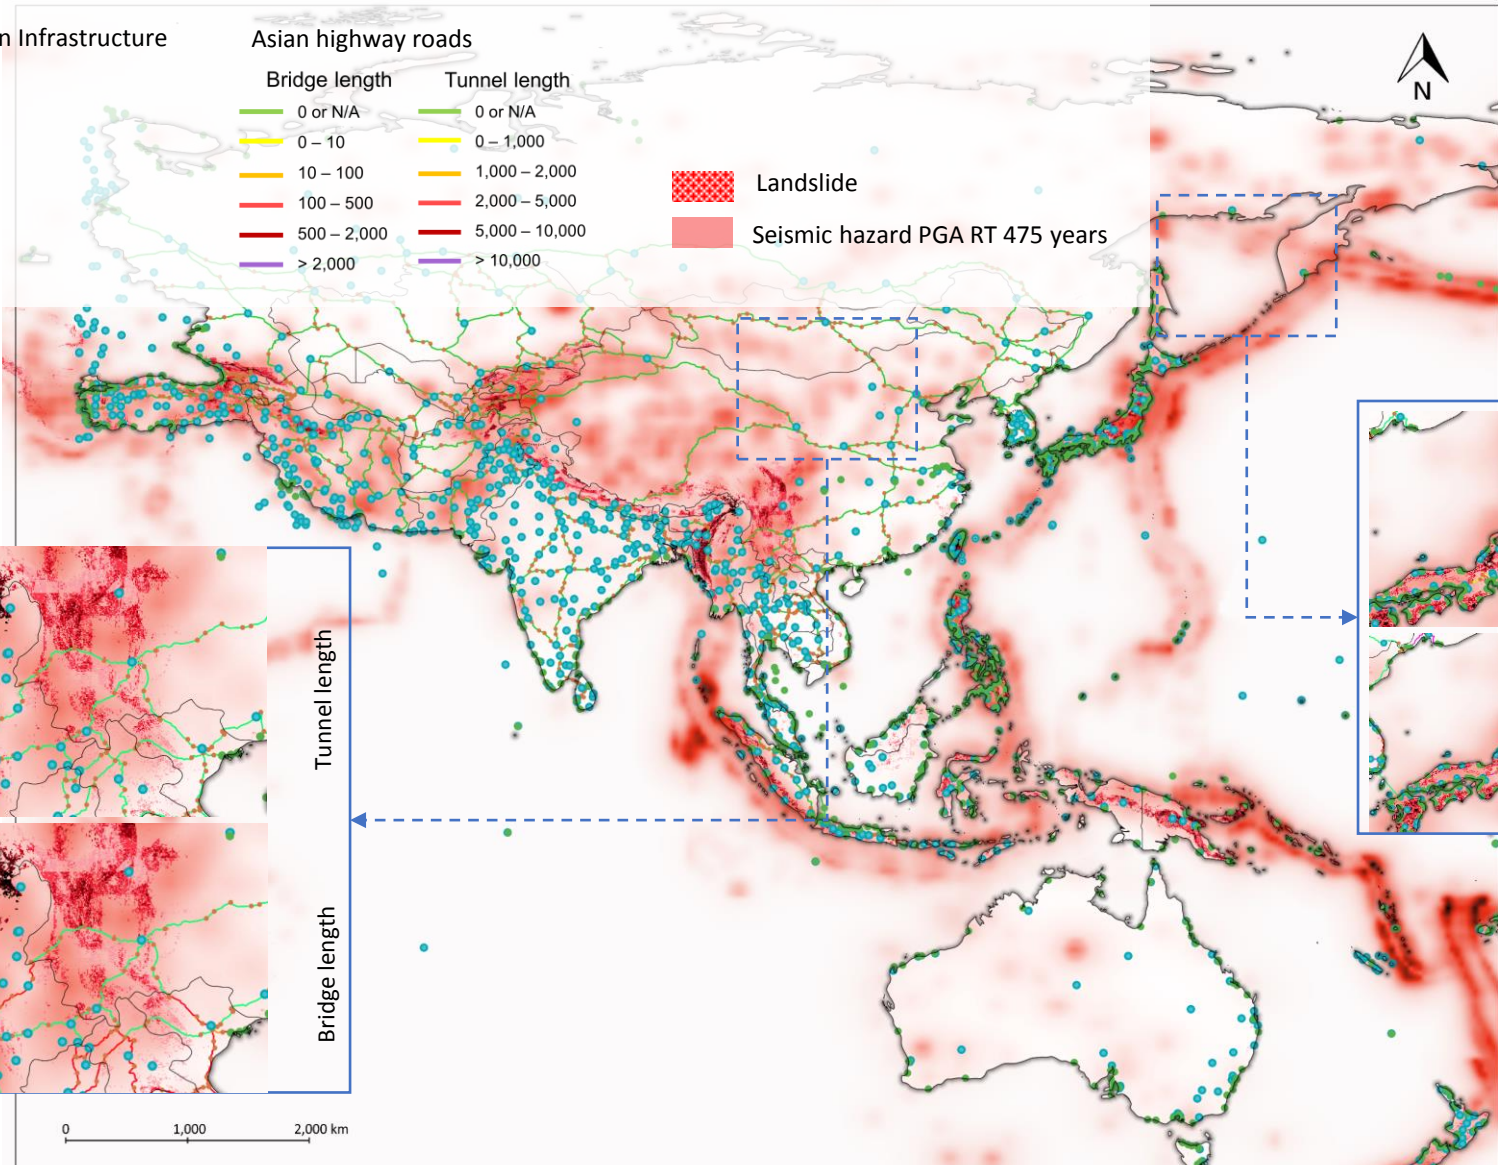 n Infrastructure
Asian highway roads
Bridge length
Tunnel length
0 or N/A
0 – 10
10 – 100
100 – 500
500 – 2,000
> 2,000
0 or N/A
0 – 1,000
1,000 – 2,000
2,000 – 5,000
5,000 – 10,000
> 10,000
Landslide
Seismic hazard PGA RT 475 years
N
Tunnel length
Bridge length
0
1,000
2,000 km